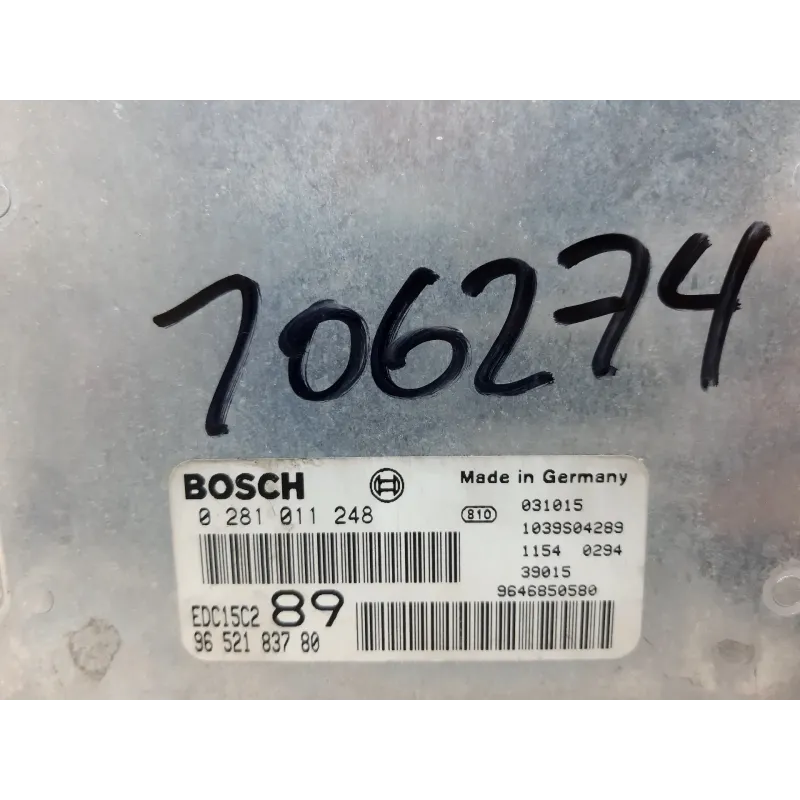 106274
BOSCH
Made in Germany
0 281 011 248
810
031015
1039S04289
1154 0294
39015
9646850580
EDC15C2 89
96 521 837 80